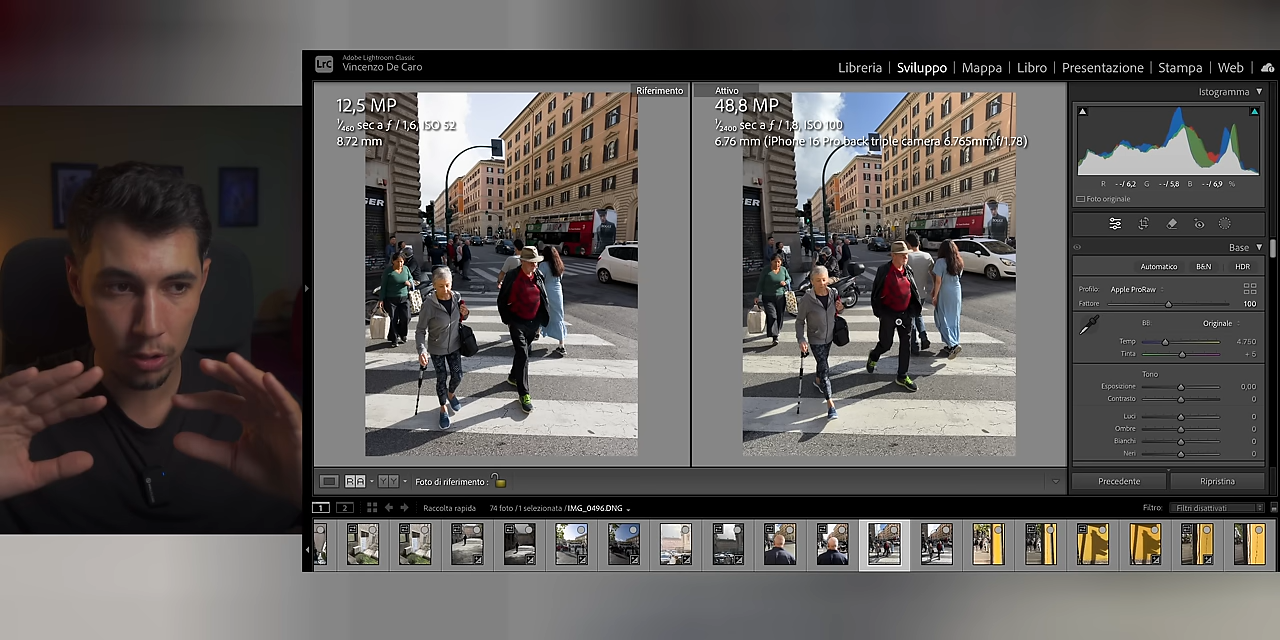 LrC
Adobe Lightroom Classic
Vincenzo De Caro
Libreria | Sviluppo | Mappa | Libro | Presentazione | Stampa | Web
Riferimento
12,5 MP
1/460 sec a ƒ / 1,6, ISO 52
8.72 mm
Attivo
48,8 MP
1/2400 sec a ƒ / 1,8, ISO 100
6.76 mm (iPhone 16 Pro back triple camera 6.765mm f/1.78)
GER
Istogramma
R --/ 6,2 G --/ 5,8 B --/ 6,9 %
Foto originale
Base
Automatico B&N HDR
Profilo: Apple ProRaw
Fattore 100
BB: Originale
Temp 4.750
Tinta + 5
Tono
Esposizione 0,00
Contrasto 0
Luci 0
Ombre 0
Bianchi 0
Neri 0
R A Y Y Foto di riferimento :
Precedente Ripristina
1 2 Raccolta rapida 74 foto / 1 selezionata / IMG_0496.DNG
Filtro: Filtri disattivati